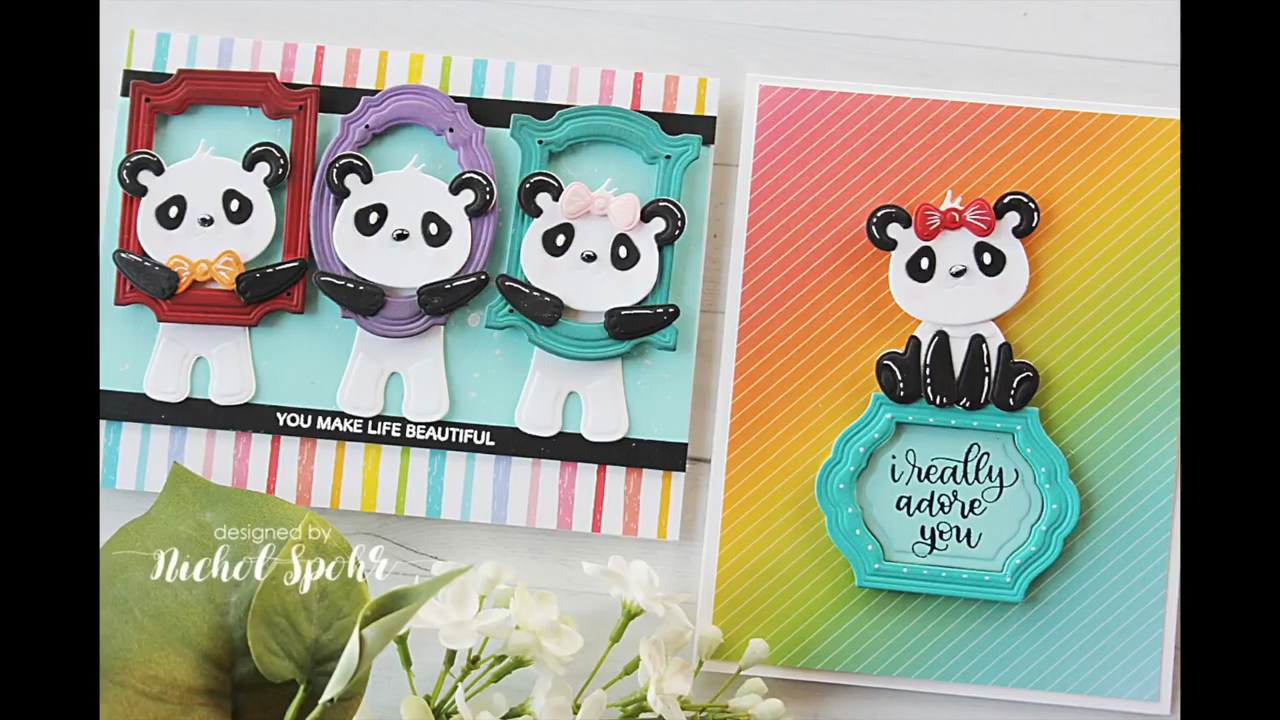 YOU MAKE LIFE BEAUTIFUL
i really
adore
you
designed by
Nichol Spohr